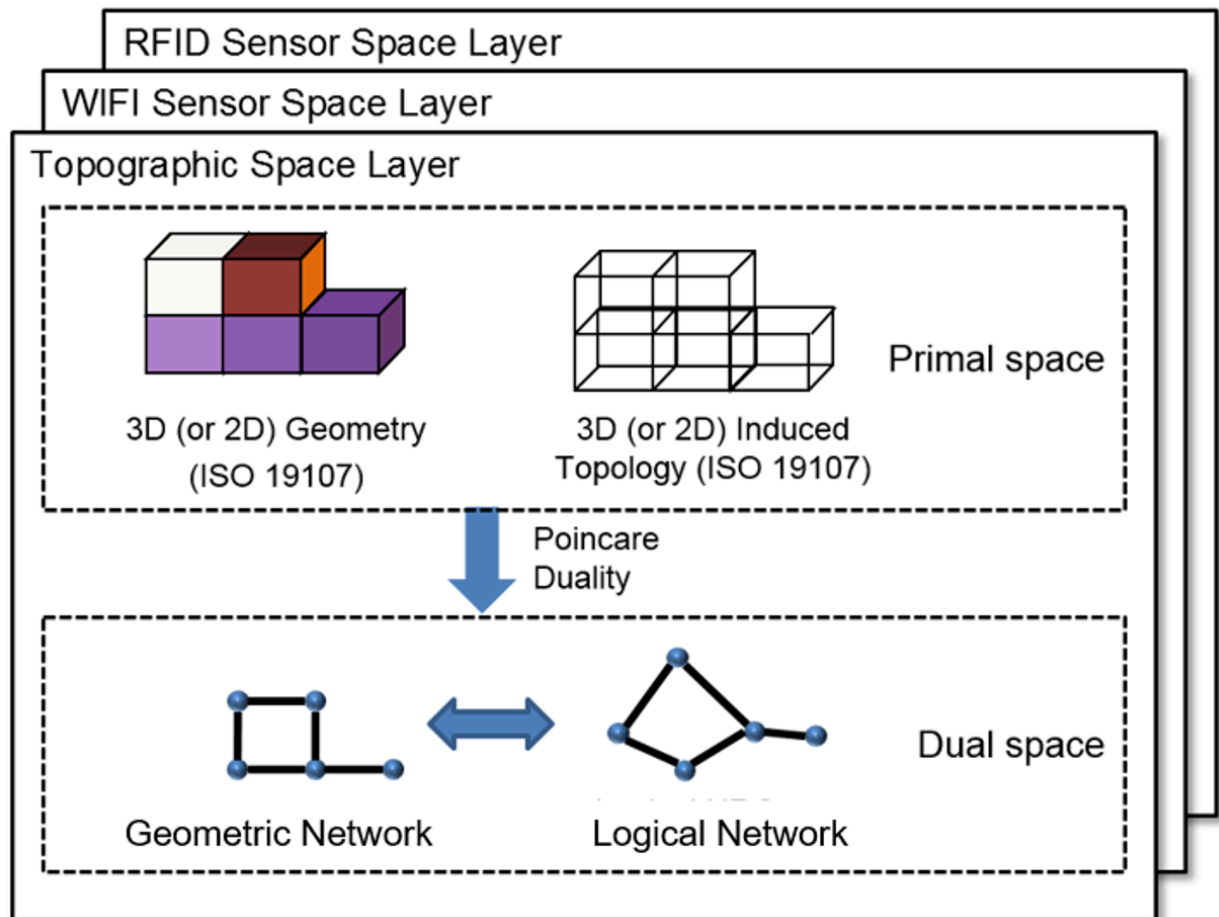 RFID Sensor Space Layer
WIFI Sensor Space Layer
Topographic Space Layer
3D (or 2D) Geometry
(ISO 19107)
3D (or 2D) Induced
Topology (ISO 19107)
Primal space
Poincare
Duality
Geometric Network
Logical Network
Dual space